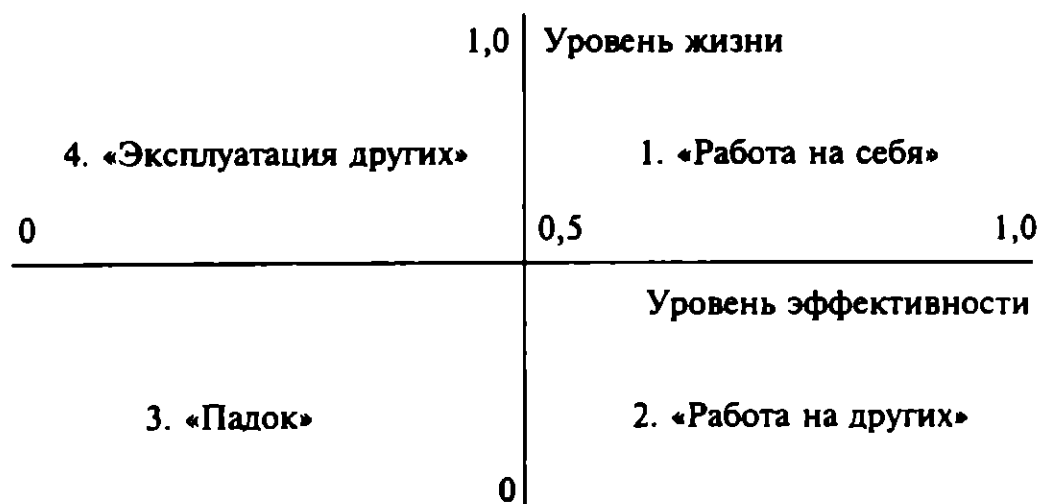 1,0 Уровень жизни
4. «Эксплуатация других» 1. «Работа на себя»
0 0,5 1,0
Уровень эффективности
3. «Падок» 2. «Работа на других»
0